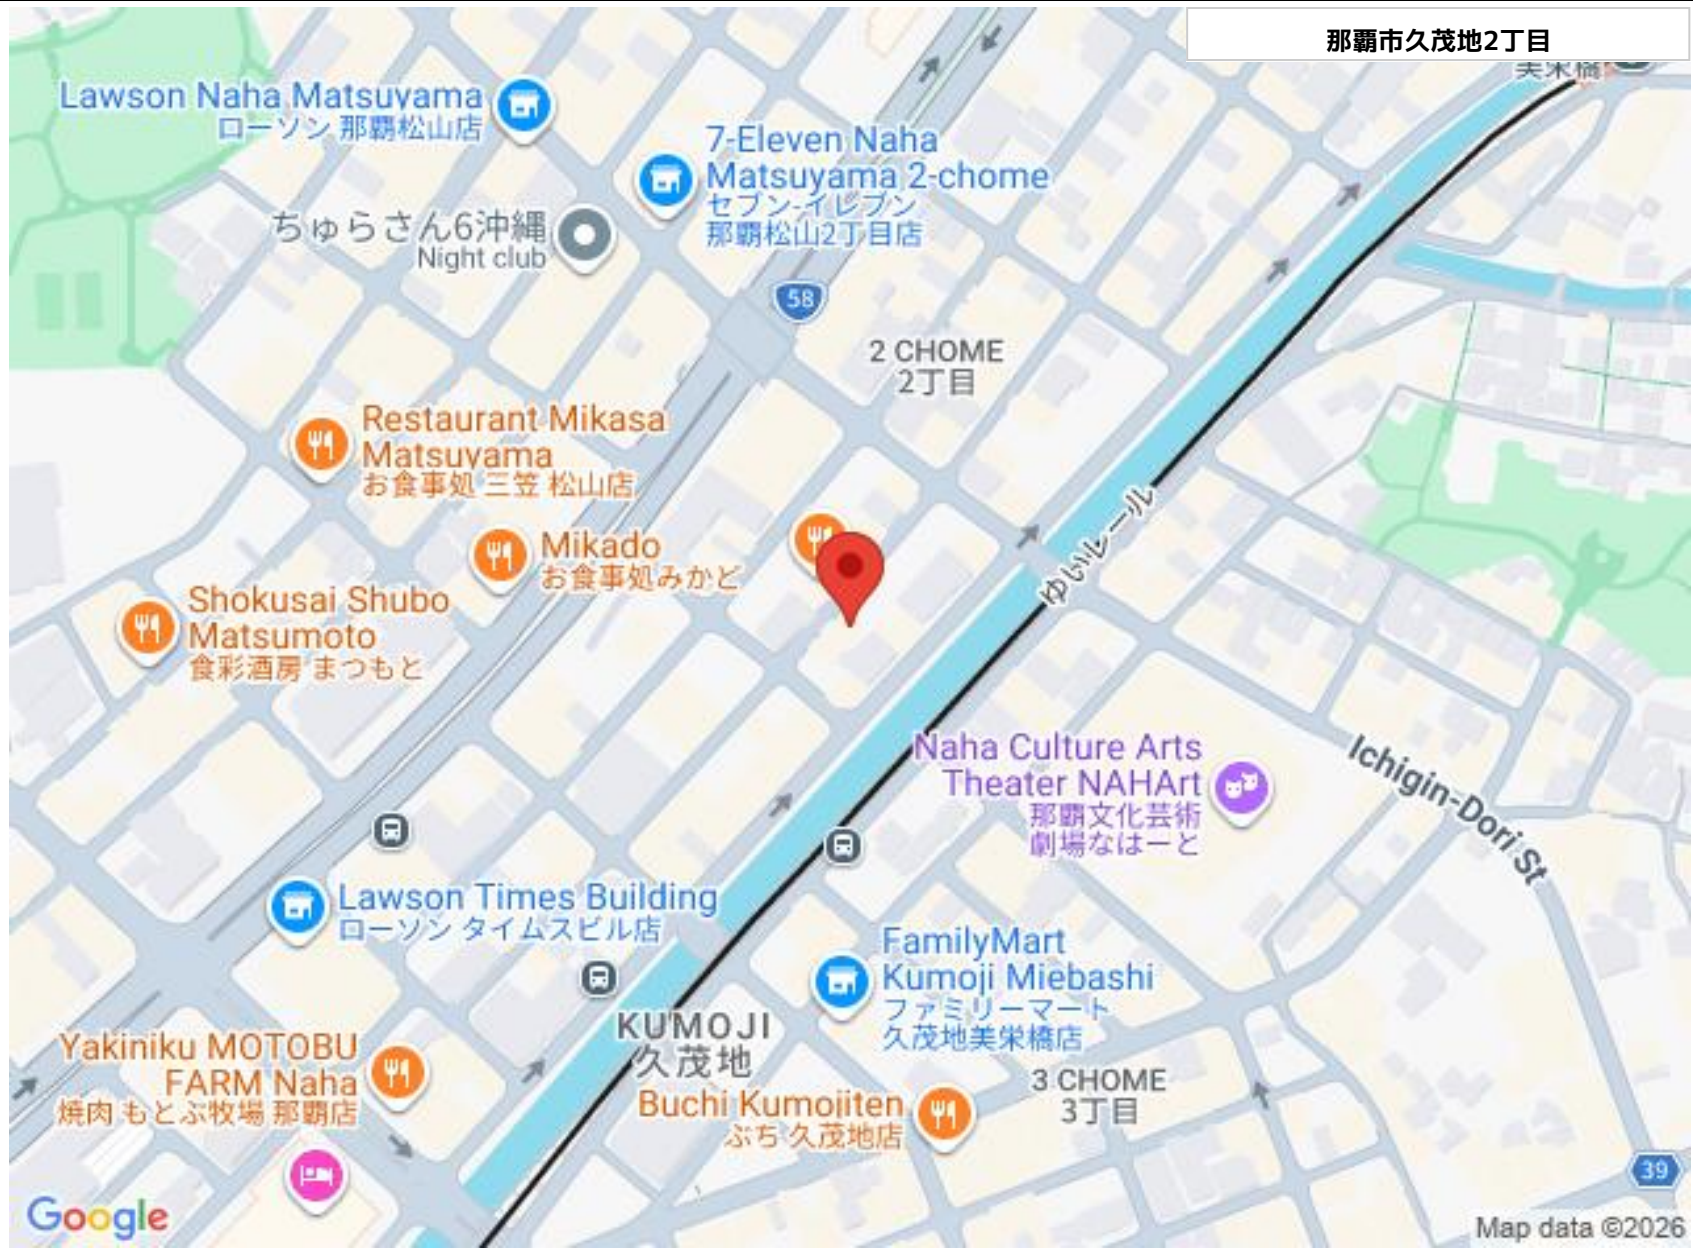 那覇市久茂地2丁目
美栄橋
Lawson Naha Matsuyama
ローソン 那覇松山店
7-Eleven Naha
Matsuyama 2-chome
セブン-イレブン
那覇松山2丁目店
ちゅらさん6沖縄
Night club
58
2 CHOME
2丁目
Restaurant Mikasa
Matsuyama
お食事処 三笠 松山店
Mikado
お食事処みかど
ゆいレール
Shokusai Shubo
Matsumoto
食彩酒房 まつもと
Naha Culture Arts
Theater NAHArt
那覇文化芸術
劇場なはーと
Ichigin-Dori St
Lawson Times Building
ローソン タイムスビル店
FamilyMart
Kumoji Miebashi
ファミリーマート
久茂地美栄橋店
KUMOJI
久茂地
Yakiniku MOTOBU
FARM Naha
焼肉 もとぶ牧場 那覇店
3 CHOME
3丁目
Buchi Kumojiten
ぶち 久茂地店
39
Google
Map data ©2026